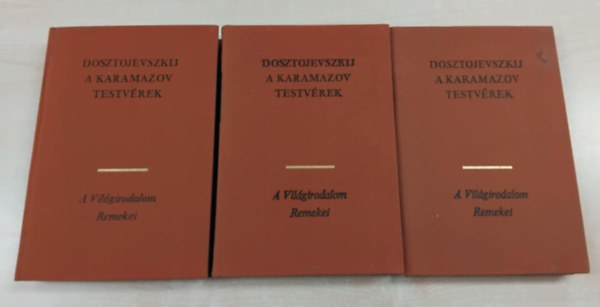 DOSZTOJEVSZKIJ
A KARAMAZOV
TESTVÉREK
A Világirodalom
Remekei
DOSZTOJEVSZKIJ
A KARAMAZOV
TESTVÉREK
A Világirodalom
Remekei
DOSZTOJEVSZKIJ
A KARAMAZOV
TESTVÉREK
A Világirodalom
Remekei